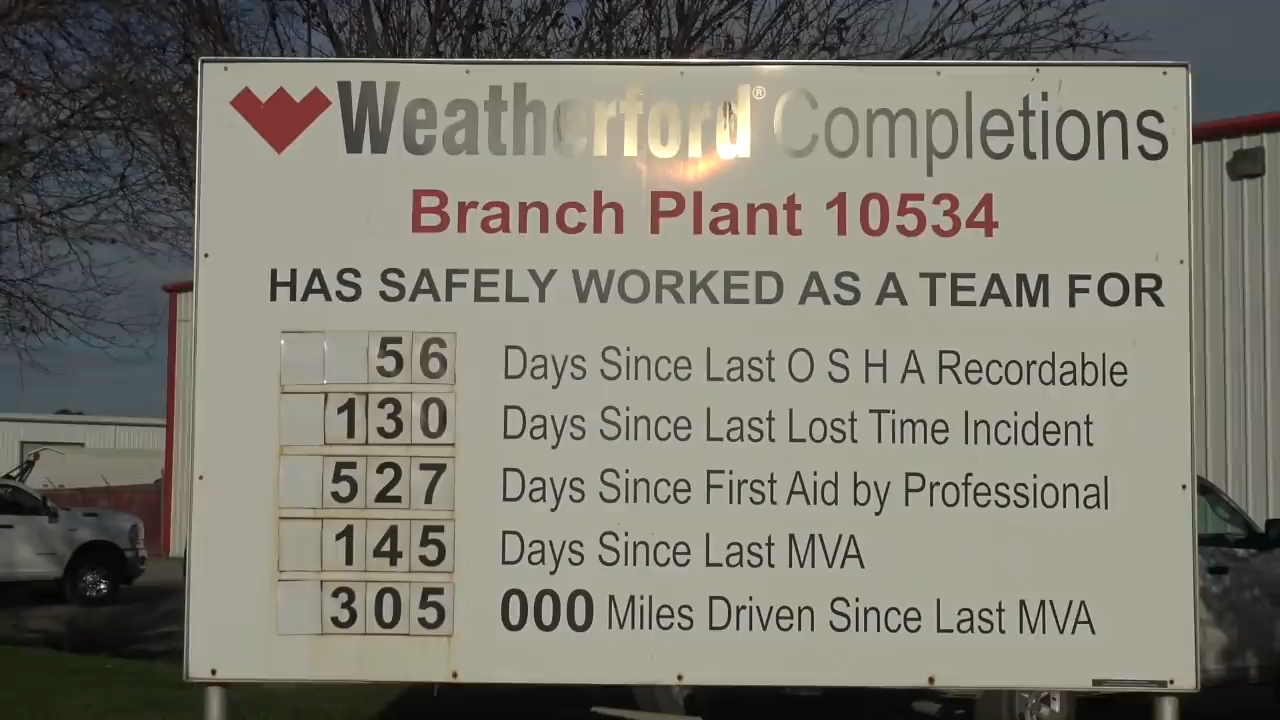 Weatherford® Completions
Branch Plant 10534
HAS SAFELY WORKED AS A TEAM FOR
56 Days Since Last O S H A Recordable
130 Days Since Last Lost Time Incident
527 Days Since First Aid by Professional
145 Days Since Last MVA
305 000 Miles Driven Since Last MVA